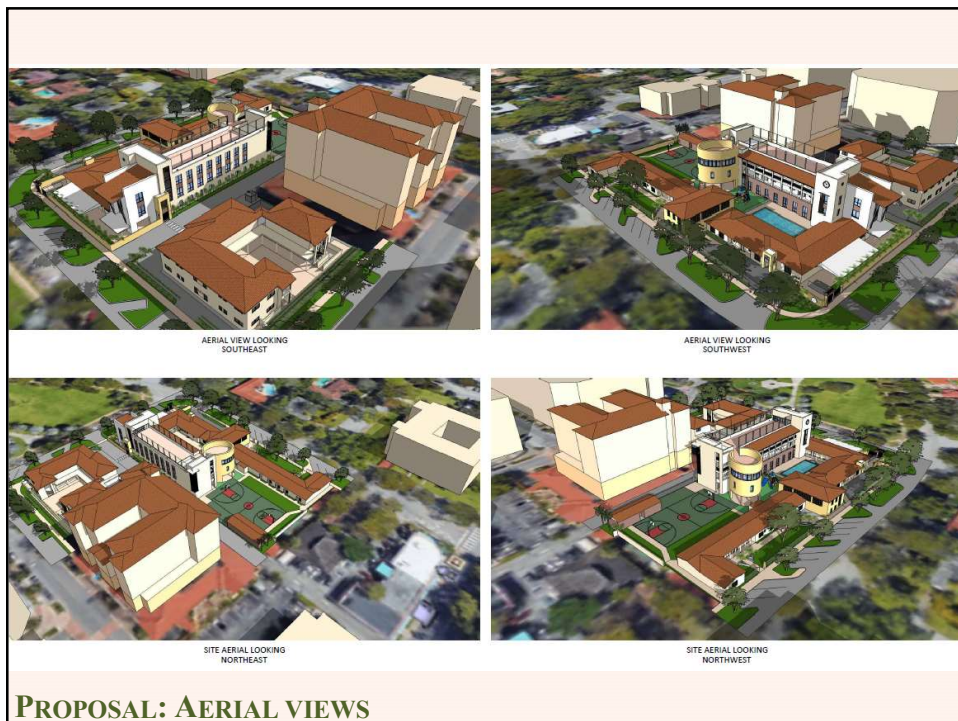 AERIAL VIEW LOOKING
SOUTHEAST
AERIAL VIEW LOOKING
SOUTHWEST
SITE AERIAL LOOKING
NORTHEAST
SITE AERIAL LOOKING
NORTHWEST
PROPOSAL: AERIAL VIEWS